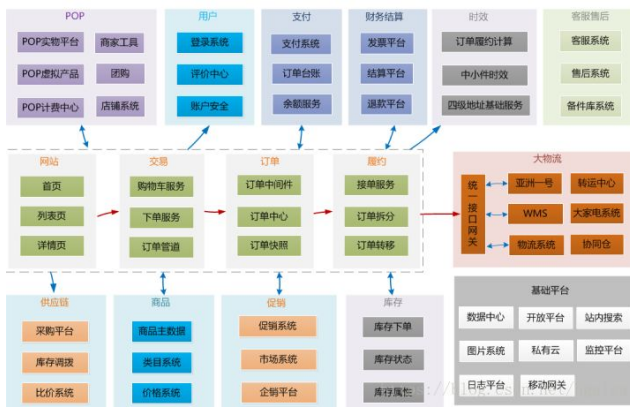 POP
POP实物平台
商家工具
POP虚拟产品
团购
POP计费中心
店铺系统
用户
登录系统
评价中心
账户安全
支付
支付系统
订单台账
余额服务
财务结算
发票平台
结算平台
退款平台
时效
订单履约计算
中小件时效
四级地址基础服务
客服售后
客服系统
售后系统
备件库系统
网站
首页
列表页
详情页
交易
购物车服务
下单服务
订单管道
订单
订单中间件
订单中心
订单快照
履约
接单服务
订单拆分
订单转移
大物流
统一接口网关
亚洲一号
转运中心
WMS
大家电系统
物流系统
协同仓
供应链
采购平台
库存调拨
比价系统
商品
商品主数据
类目系统
价格系统
促销
促销系统
市场系统
企销平台
库存
库存下单
库存状态
库存属性
基础平台
数据中心
开放平台
站内搜索
图片系统
私有云
监控平台
日志平台
移动网关